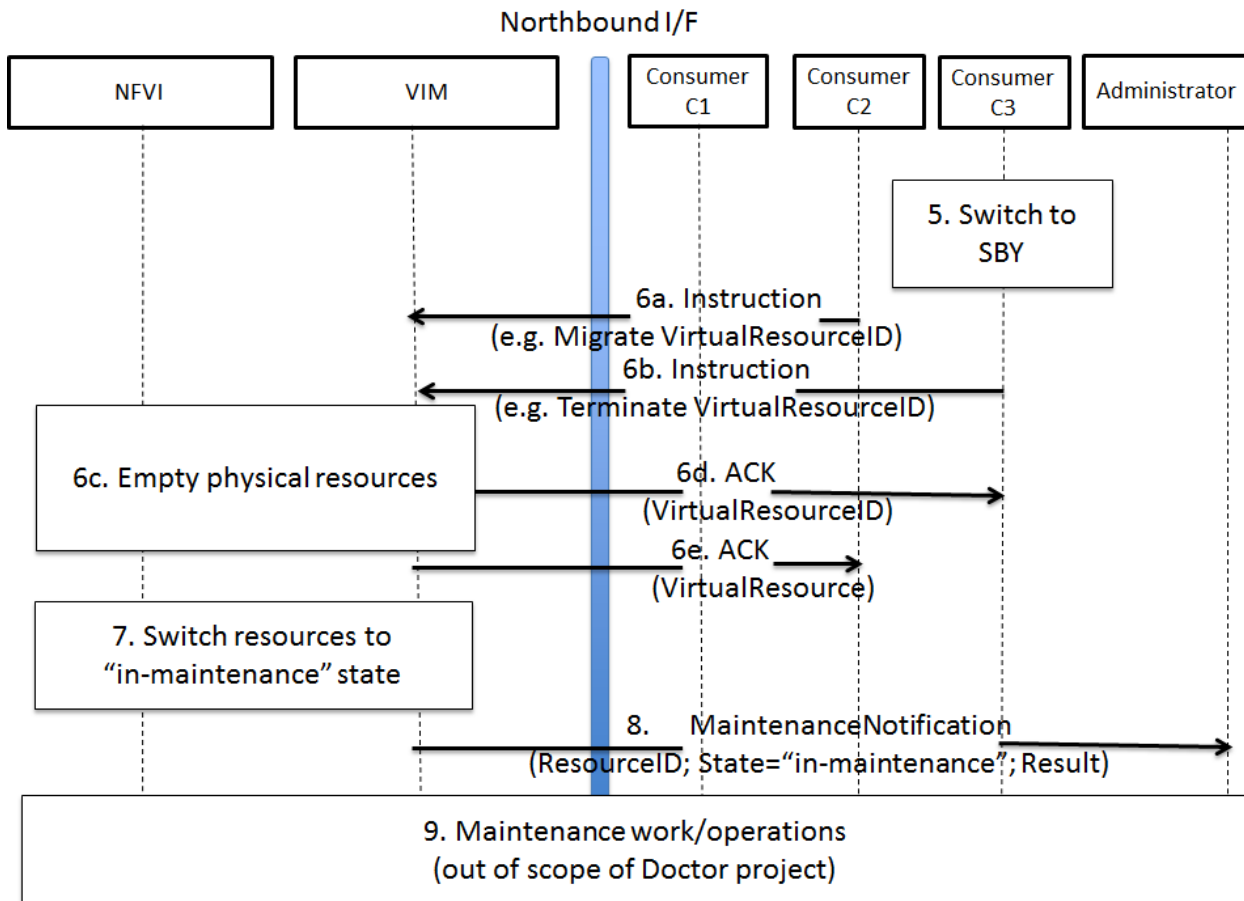 Northbound I/F
NFVI
VIM
Consumer
C1
Consumer
C2
Consumer
C3
Administrator
5. Switch to
SBY
6a. Instruction
(e.g. Migrate VirtualResourceID)
6b. Instruction
(e.g. Terminate VirtualResourceID)
6c. Empty physical resources
6d. ACK
(VirtualResourceID)
6e. ACK
(VirtualResource)
7. Switch resources to
“in-maintenance” state
8. MaintenanceNotification
(ResourceID; State=“in-maintenance”; Result)
9. Maintenance work/operations
(out of scope of Doctor project)